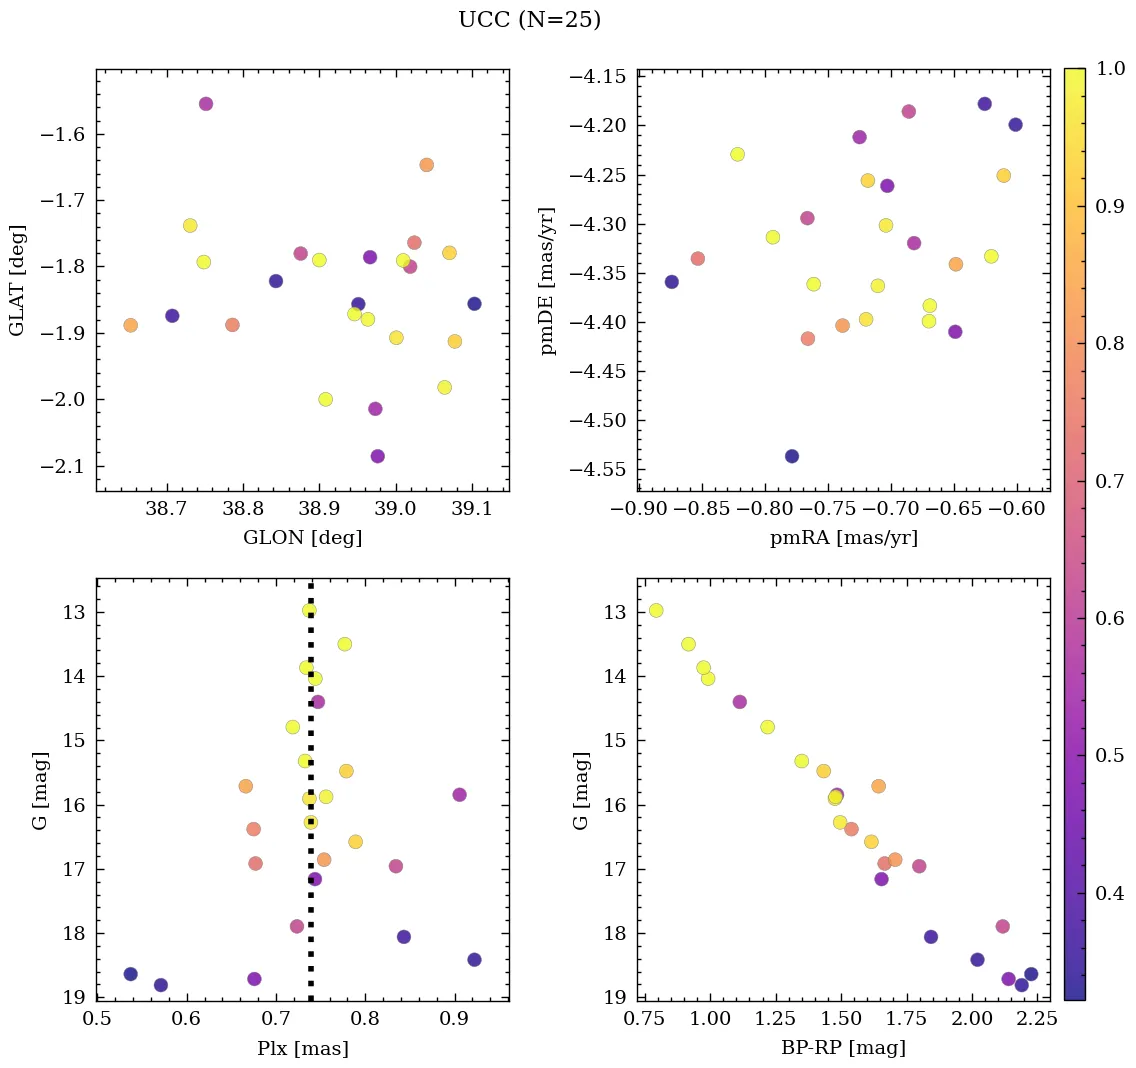 UCC (N=25)
−1.6
−1.7
−1.8
−1.9
−2.0
−2.1
GLAT [deg]
38.7 38.8 38.9 39.0 39.1
GLON [deg]
−4.15
−4.20
−4.25
−4.30
−4.35
−4.40
−4.45
−4.50
−4.55
pmDE [mas/yr]
−0.90 −0.85 −0.80 −0.75 −0.70 −0.65 −0.60
pmRA [mas/yr]
13
14
15
16
17
18
19
G [mag]
0.5 0.6 0.7 0.8 0.9
Plx [mas]
13
14
15
16
17
18
19
G [mag]
0.75 1.00 1.25 1.50 1.75 2.00 2.25
BP-RP [mag]
1.0
0.9
0.8
0.7
0.6
0.5
0.4